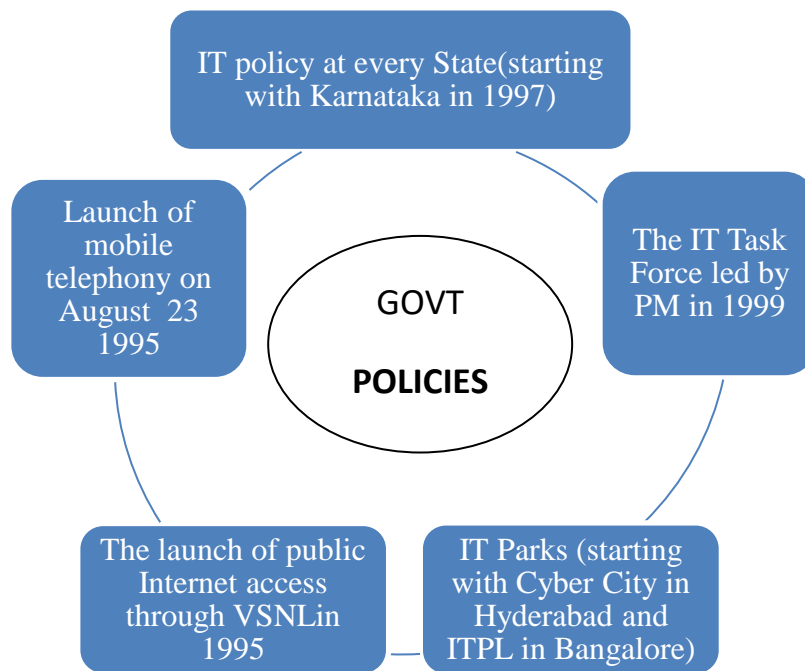 IT policy at every State(starting
with Karnataka in 1997)
Launch of
mobile
telephony on
August 23
1995
The IT Task
Force led by
PM in 1999
GOVT
POLICIES
The launch of public
Internet access
through VSNLin
1995
IT Parks (starting
with Cyber City in
Hyderabad and
ITPL in Bangalore)